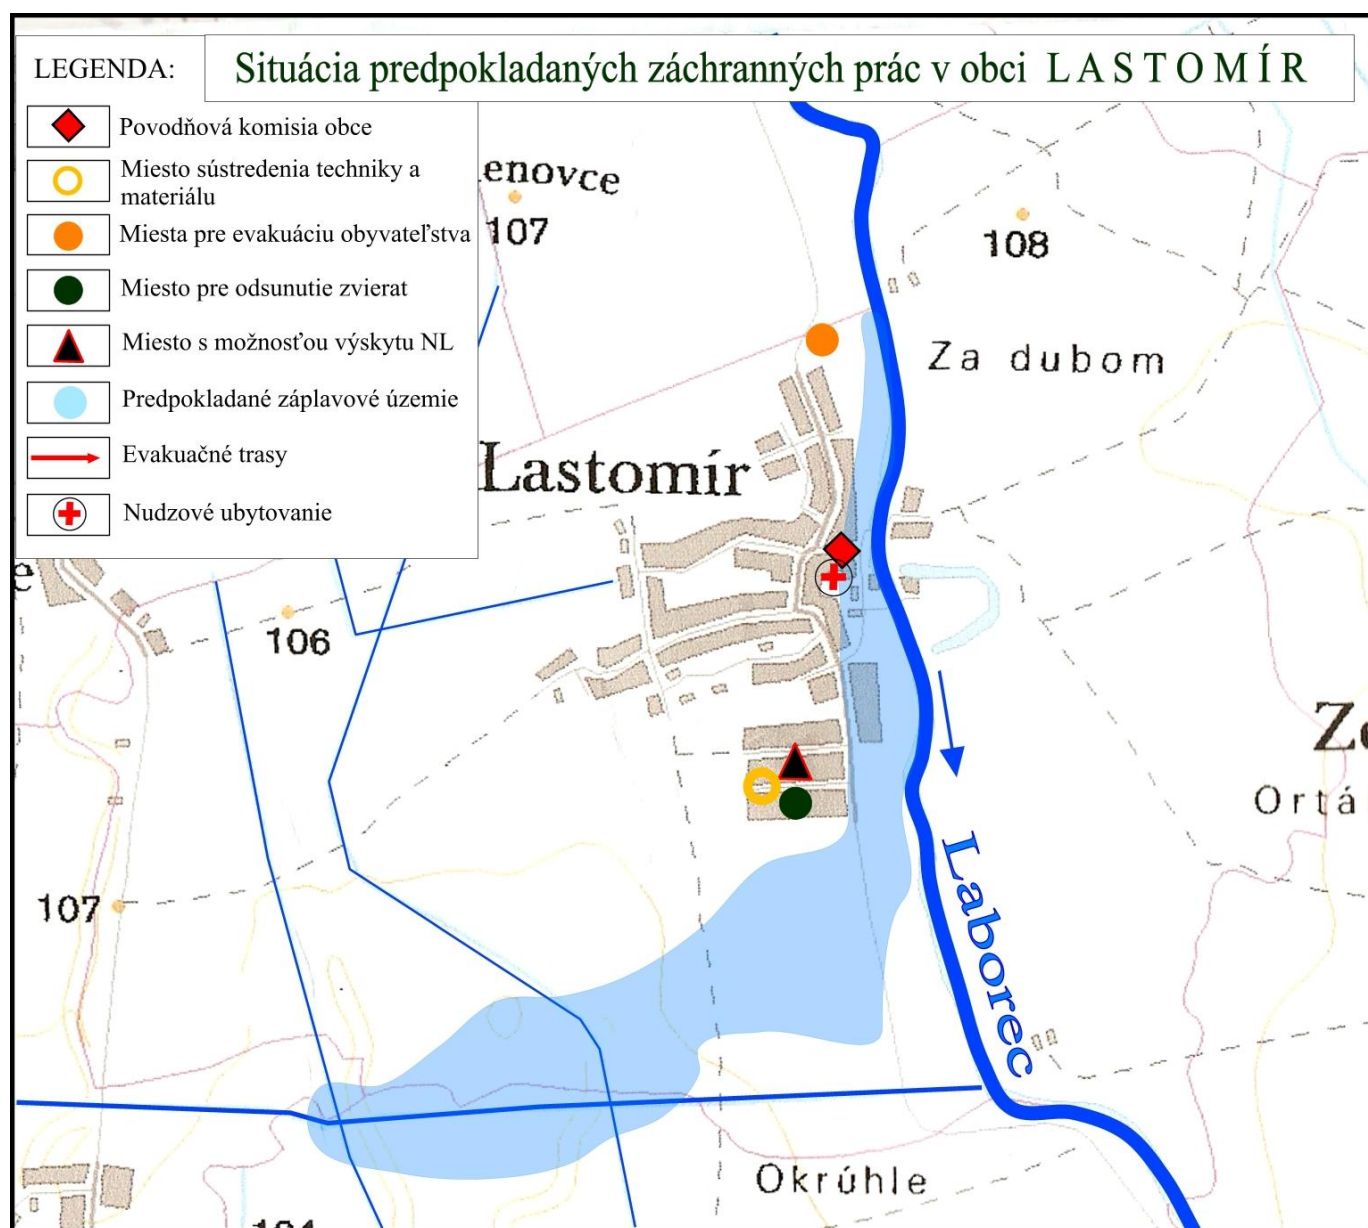 Situácia predpokladaných záchranných prác v obci L A S T O M Í R
LEGENDA:
Povodňová komisia obce
Miesto sústredenia techniky a
materiálu
Miesta pre evakuáciu obyvateľstva
Miesto pre odsunutie zvierat
Miesto s možnosťou výskytu NL
Predpokladané záplavové územie
Evakuačné trasy
Nudzové ubytovanie
enovce
107
108
Za dubom
Lastomír
e
106
Ze
Ortá
107
Laborec
Okrúhle